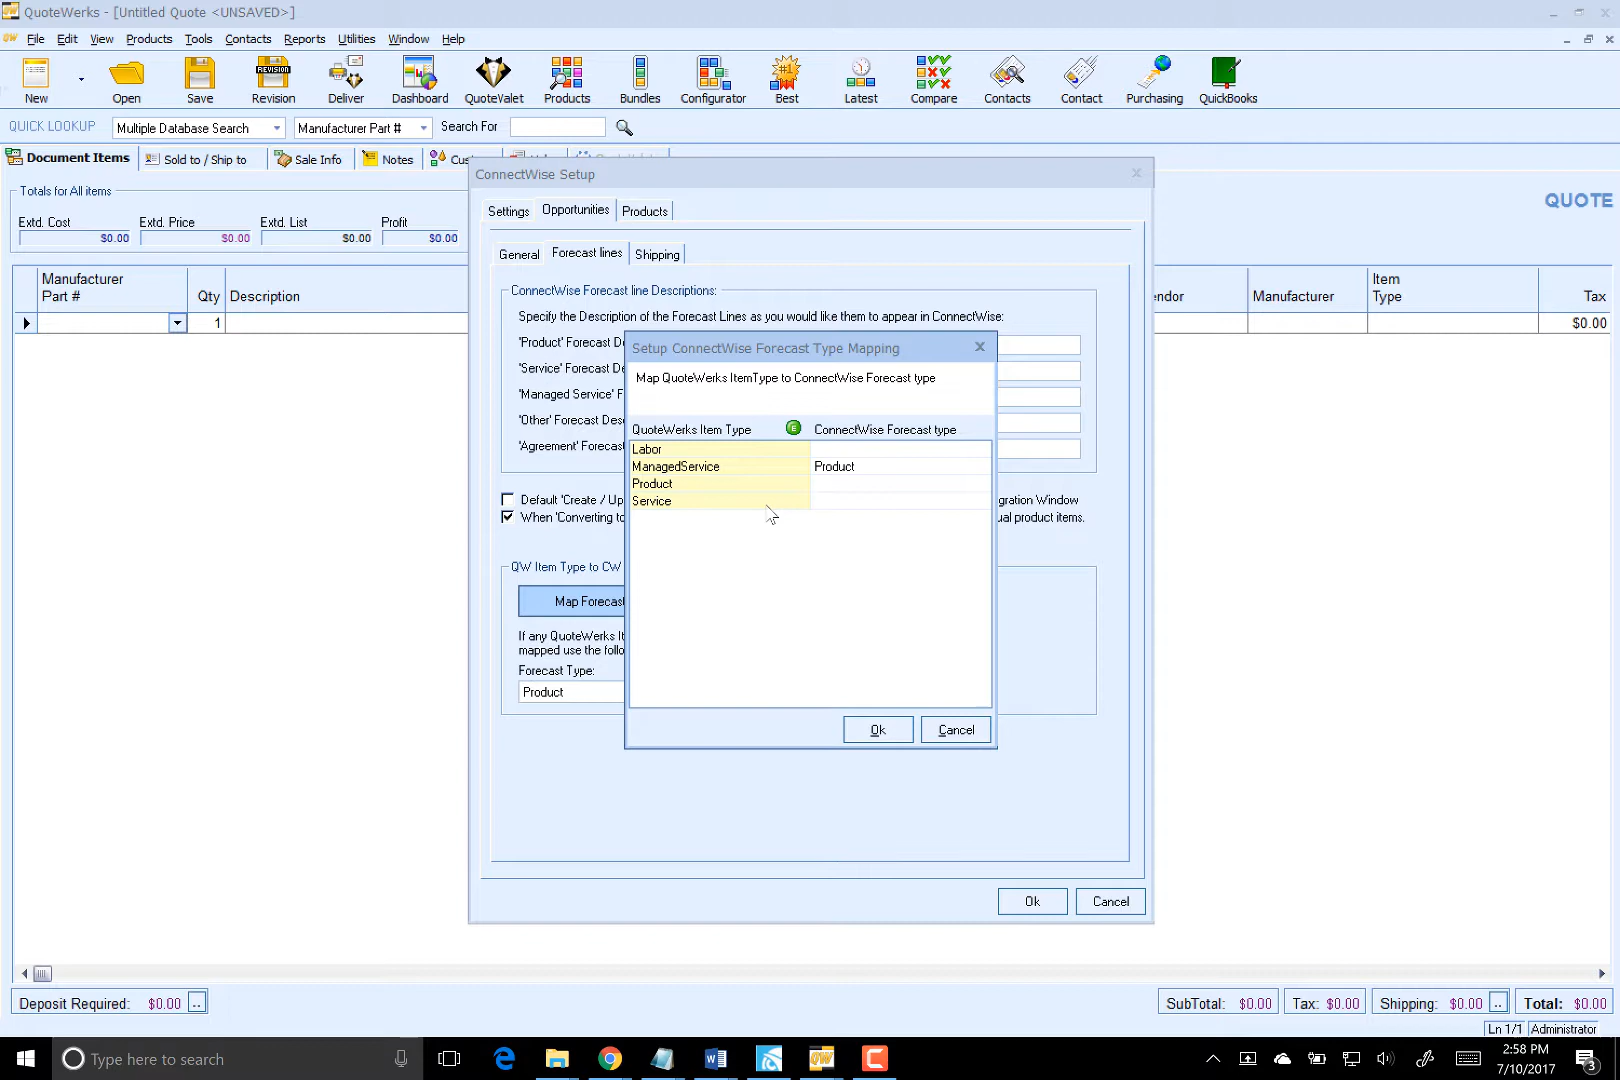 QuoteWerks - [Untitled Quote <UNSAVED>]
File Edit View Products Tools Contacts Reports Utilities Window Help
REVISION
#1
New Open Save Revision Deliver Dashboard QuoteValet Products Bundles Configurator Best Latest Compare Contacts Contact Purchasing QuickBooks
QUICK LOOKUP Multiple Database Search Manufacturer Part # Search For
Document Items Sold to / Ship to Sale Info Notes
ConnectWise Setup
Totals for All items
QUOTE
Settings Opportunities Products
Extd. Cost Extd. Price Extd. List Profit
$0.00 $0.00 $0.00 $0.00
General Forecast lines Shipping
Manufacturer
Part # Qty Description
Manufacturer
Item
Type
Tax
1
$0.00
ConnectWise Forecast line Descriptions:
Specify the Description of the Forecast Lines as you would like them to appear in ConnectWise:
'Product' Forecast De
'Service' Forecast De
'Managed Service' F
'Other' Forecast Desc
'Agreement' Forecas
Setup ConnectWise Forecast Type Mapping
Map QuoteWerks ItemType to ConnectWise Forecast type
QuoteWerks Item Type E ConnectWise Forecast type
Labor
ManagedService Product
Product
Service
Ok Cancel
Default 'Create / Up
gration Window
When 'Converting to
ual product items.
QW Item Type to CW
Map Forecas
If any QuoteWerks It
mapped use the follo
Forecast Type:
Product
Ok Cancel
Deposit Required: $0.00 ..
SubTotal: $0.00 Tax: $0.00 Shipping: $0.00 .. Total: $0.00
Ln 1/1 Administrator
Type here to search
2:58 PM
7/10/2017
3